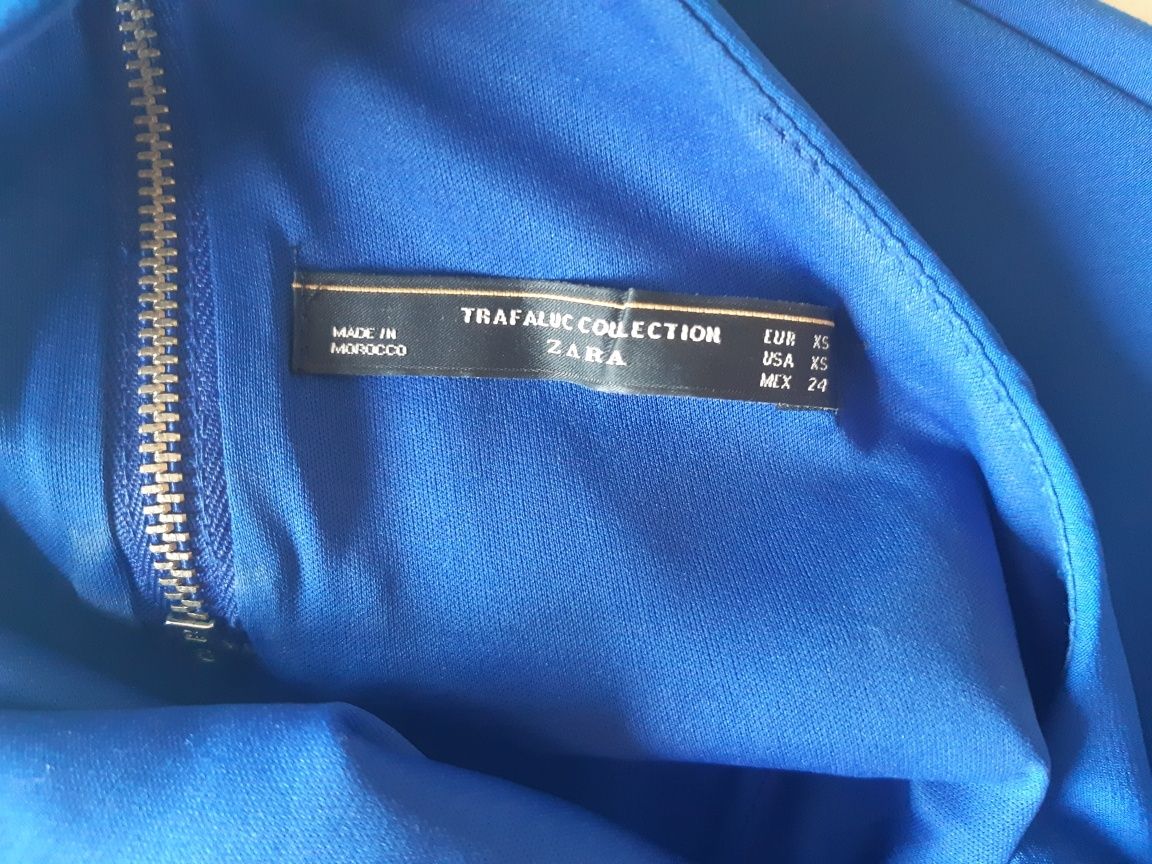 MADE IN
MOROCCO
TRAFALUC COLLECTION
ZARA
EUR XS
USA XS
MEX 24